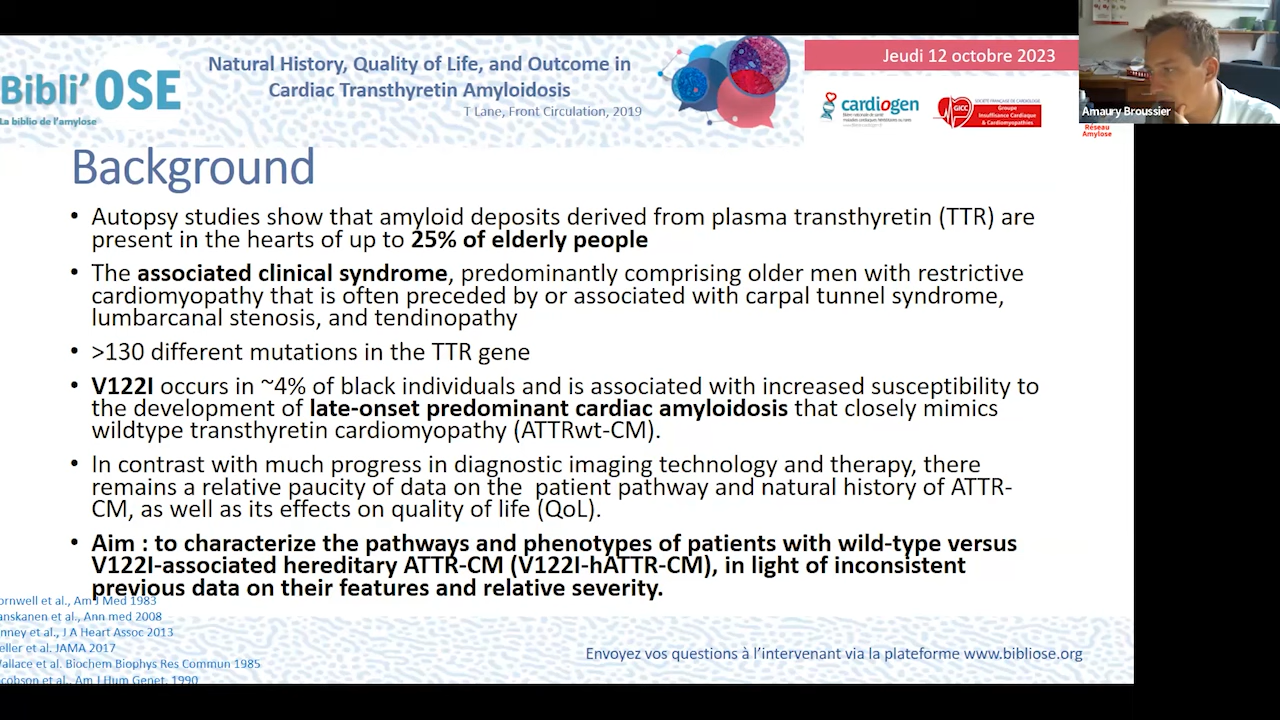 Bibli'OSE
La biblio de l'amylose
Natural History, Quality of Life, and Outcome in
Cardiac Transthyretin Amyloidosis
T Lane, Front Circulation, 2019
Jeudi 12 octobre 2023
cardiogen
GICC
SOCIÉTÉ FRANÇAISE DE CARDIOLOGIE
Groupe
Insuffisance Cardiaque
& Cardiomyopathies
Amaury Broussier
Réseau
Amylose
Background
• Autopsy studies show that amyloid deposits derived from plasma transthyretin (TTR) are
present in the hearts of up to 25% of elderly people
• The associated clinical syndrome, predominantly comprising older men with restrictive
cardiomyopathy that is often preceded by or associated with carpal tunnel syndrome,
lumbarcanal stenosis, and tendinopathy
• >130 different mutations in the TTR gene
• V122I occurs in ~4% of black individuals and is associated with increased susceptibility to
the development of late-onset predominant cardiac amyloidosis that closely mimics
wildtype transthyretin cardiomyopathy (ATTRwt-CM).
• In contrast with much progress in diagnostic imaging technology and therapy, there
remains a relative paucity of data on the patient pathway and natural history of ATTR-
CM, as well as its effects on quality of life (QoL).
• Aim : to characterize the pathways and phenotypes of patients with wild-type versus
V122I-associated hereditary ATTR-CM (V122I-hATTR-CM), in light of inconsistent
previous data on their features and relative severity.
ornwell et al., Am J Med 1983
anskanen et al., Ann med 2008
nney et al., J A Heart Assoc 2013
eller et al. JAMA 2017
Wallace et al. Biochem Biophys Res Commun 1985
cobson et al., Am J Hum Genet, 1990
Envoyez vos questions à l'intervenant via la plateforme www.bibliose.org